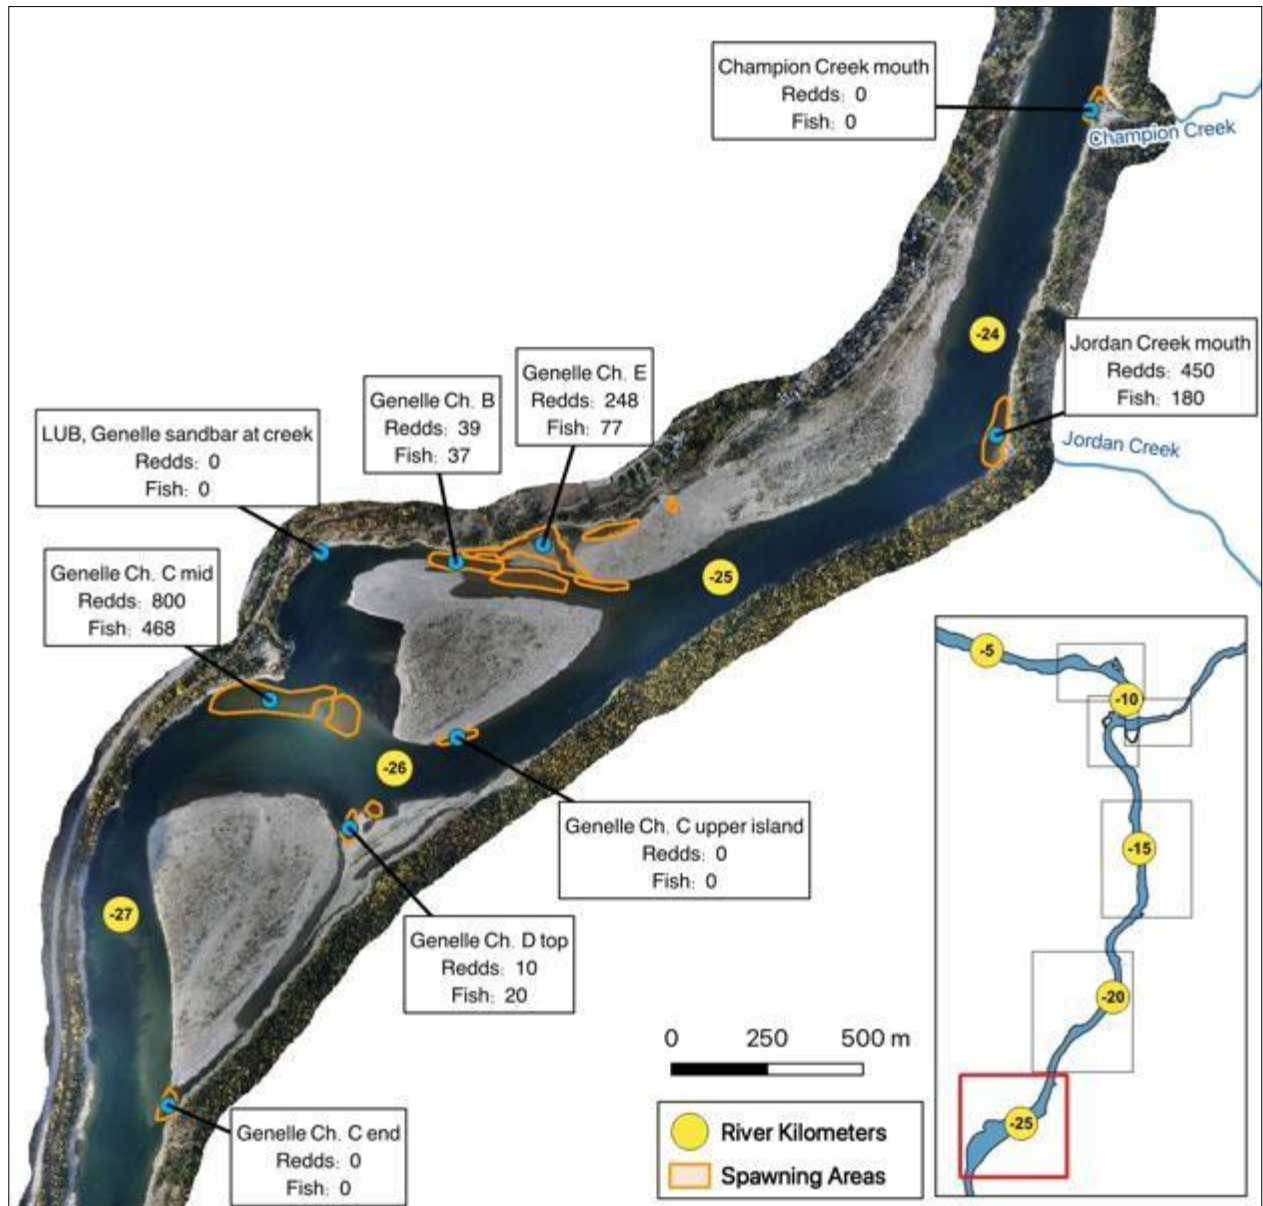 Champion Creek mouth
Redds: 0
Fish: 0
Champion Creek
-24
Jordan Creek mouth
Redds: 450
Fish: 180
Jordan Creek
Genelle Ch. E
Redds: 248
Fish: 77
Genelle Ch. B
Redds: 39
Fish: 37
LUB, Genelle sandbar at creek
Redds: 0
Fish: 0
Genelle Ch. C mid
Redds: 800
Fish: 468
-25
-26
Genelle Ch. C upper island
Redds: 0
Fish: 0
-27
Genelle Ch. D top
Redds: 10
Fish: 20
Genelle Ch. C end
Redds: 0
Fish: 0
0 250 500 m
River Kilometers
Spawning Areas
-5
-10
-15
-20
-25